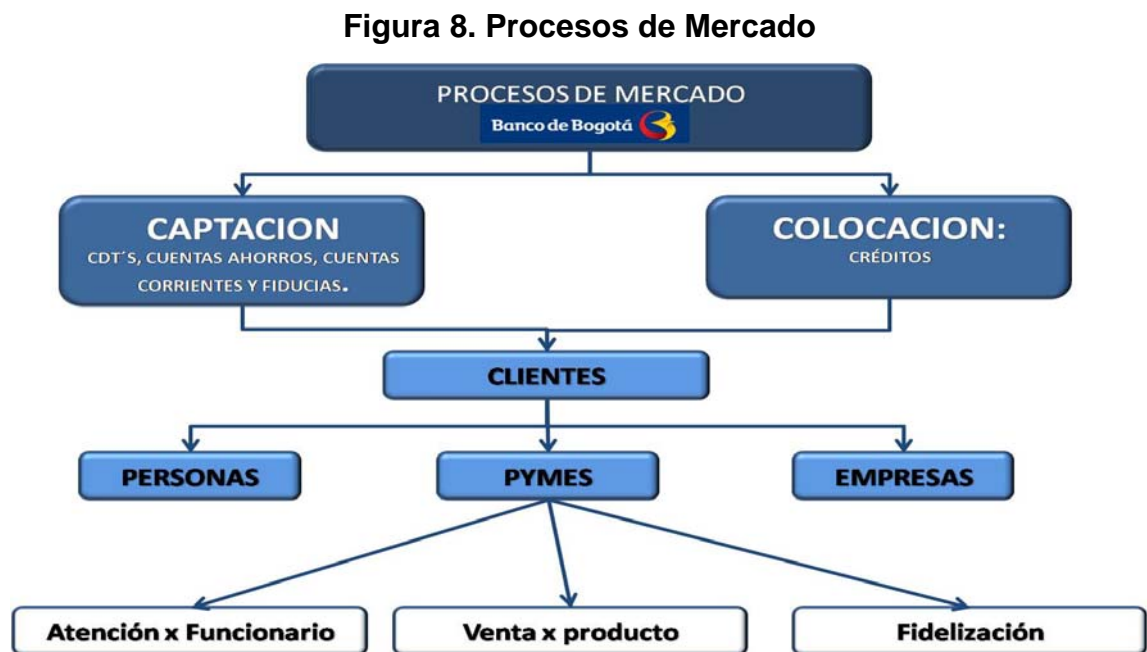 Figura 8. Procesos de Mercado
PROCESOS DE MERCADO
Banco de Bogotá
CAPTACION
CDT´S, CUENTAS AHORROS, CUENTAS
CORRIENTES Y FIDUCIAS.
COLOCACION:
CRÉDITOS
CLIENTES
PERSONAS
PYMES
EMPRESAS
Atención x Funcionario
Venta x producto
Fidelización